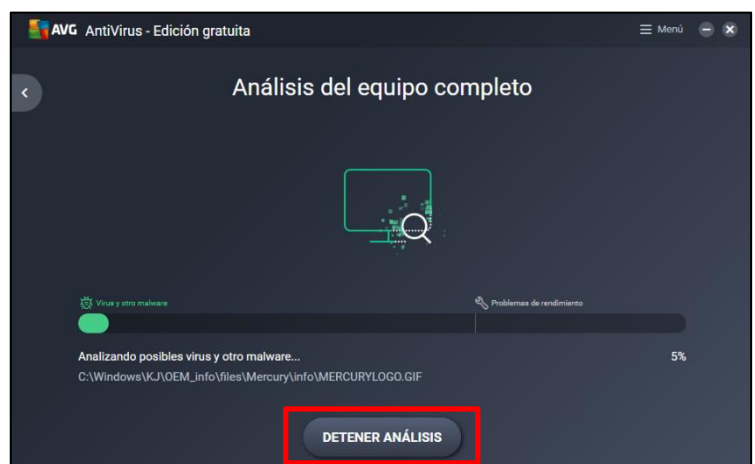 AVG AntiVirus - Edición gratuita
Menú
Análisis del equipo completo
Virus y otro malware
Problemas de rendimiento
Analizando posibles virus y otro malware...
5%
C:\Windows\KJ\OEM_info\files\Mercury\info\MERCURYLOGO.GIF
DETENER ANÁLISIS